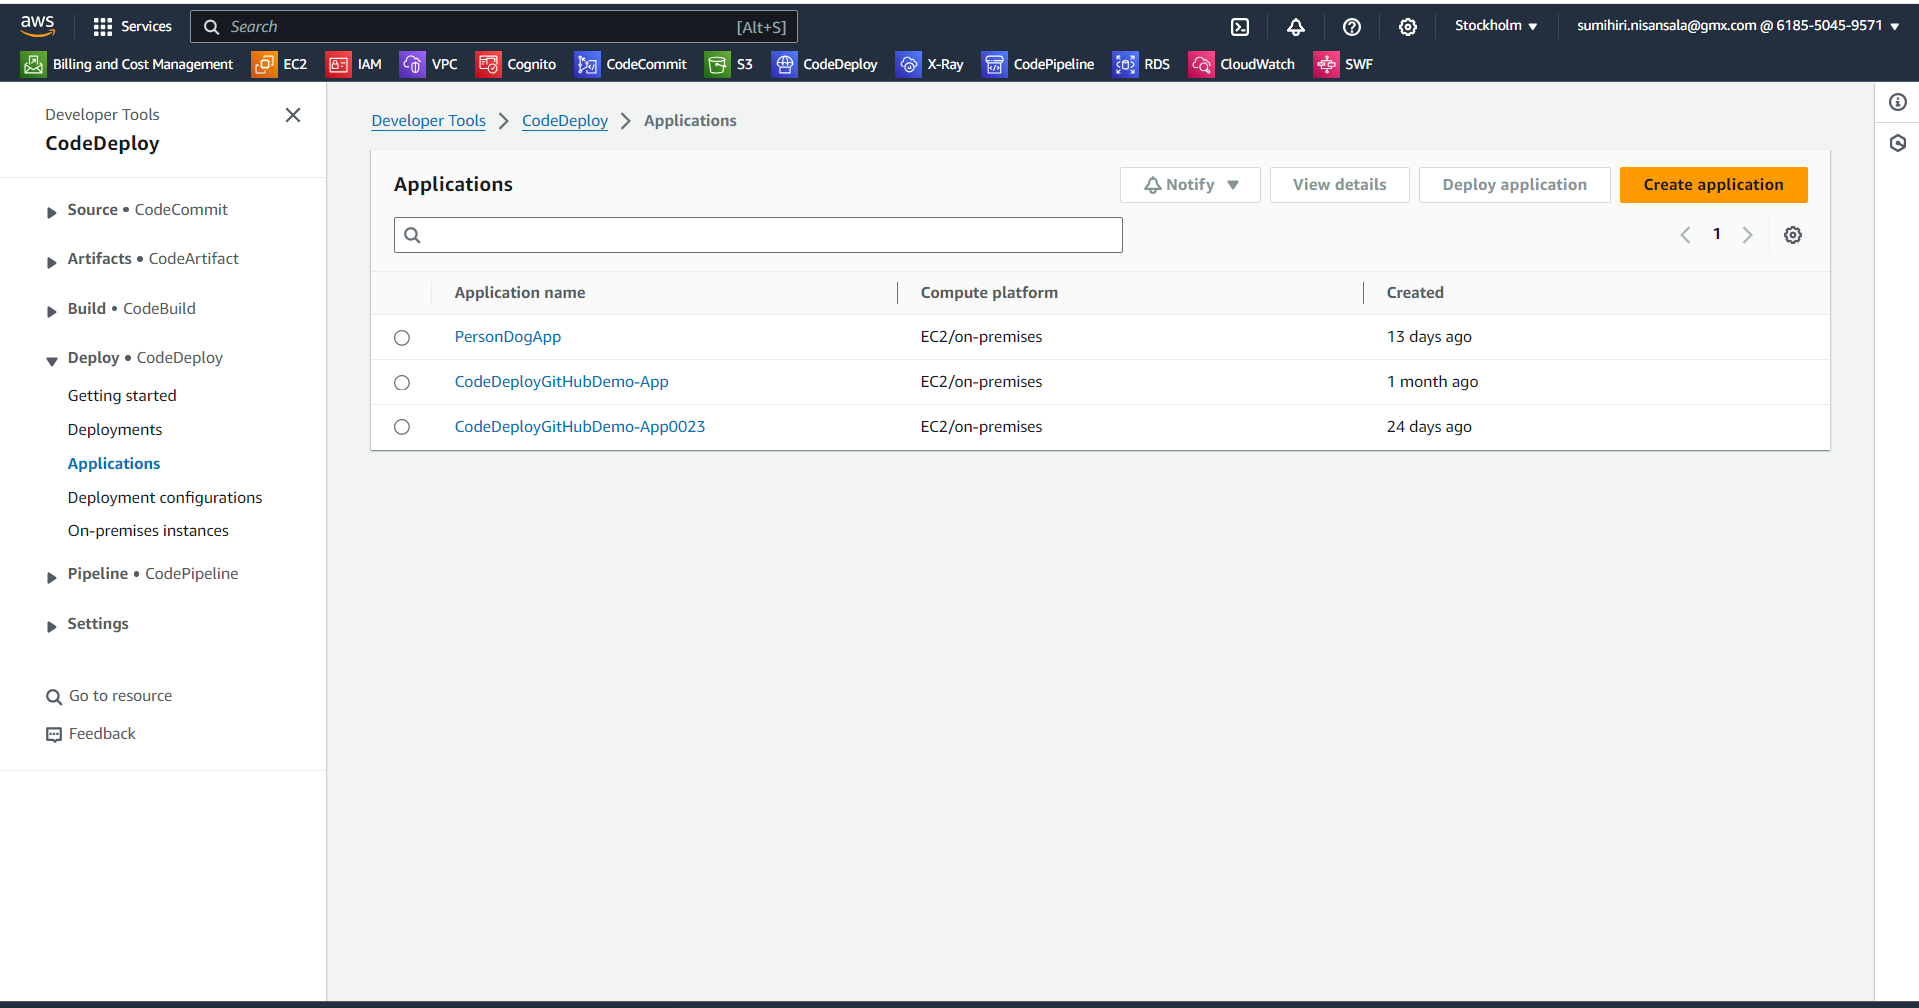 aws Services Search [Alt+S] Stockholm sumihiri.nisansala@gmx.com @ 6185-5045-9571
Billing and Cost Management EC2 IAM VPC Cognito CodeCommit S3 CodeDeploy X-Ray CodePipeline RDS CloudWatch SWF
Developer Tools
CodeDeploy
Source • CodeCommit
Artifacts • CodeArtifact
Build • CodeBuild
Deploy • CodeDeploy
Getting started
Deployments
Applications
Deployment configurations
On-premises instances
Pipeline • CodePipeline
Settings
Go to resource
Feedback
Developer Tools CodeDeploy Applications
Applications Notify View details Deploy application Create application
1
Application name Compute platform Created
PersonDogApp EC2/on-premises 13 days ago
CodeDeployGitHubDemo-App EC2/on-premises 1 month ago
CodeDeployGitHubDemo-App0023 EC2/on-premises 24 days ago